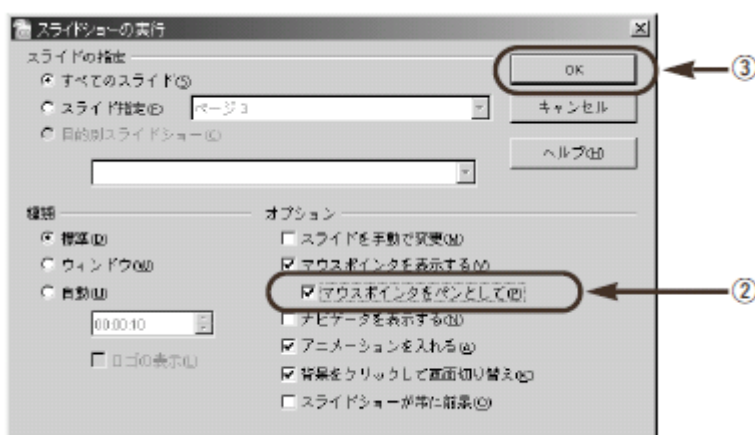 スライドショーの実行
スライドの指定
すべてのスライド(S)
OK
③
スライド指定(E)
ページ 3
キャンセル
目的別スライドショー(C)
ヘルプ(H)
種類
オプション
標準(D)
スライドを手動で変更(M)
ウィンドウ(W)
マウスポインタを表示する(V)
自動(U)
マウスポインタをペンとして(P)
②
00:00:10
ナビゲータを表示する(N)
アニメーションを入れる(A)
ロゴの表示(L)
背景をクリックして画面切り替え(K)
スライドショーが常に前景(O)